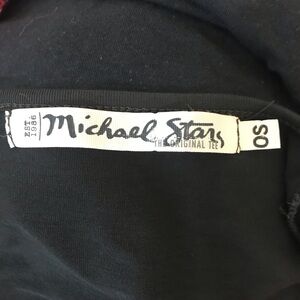 EST.
1986
Michael Stars
THE ORIGINAL TEE
OS